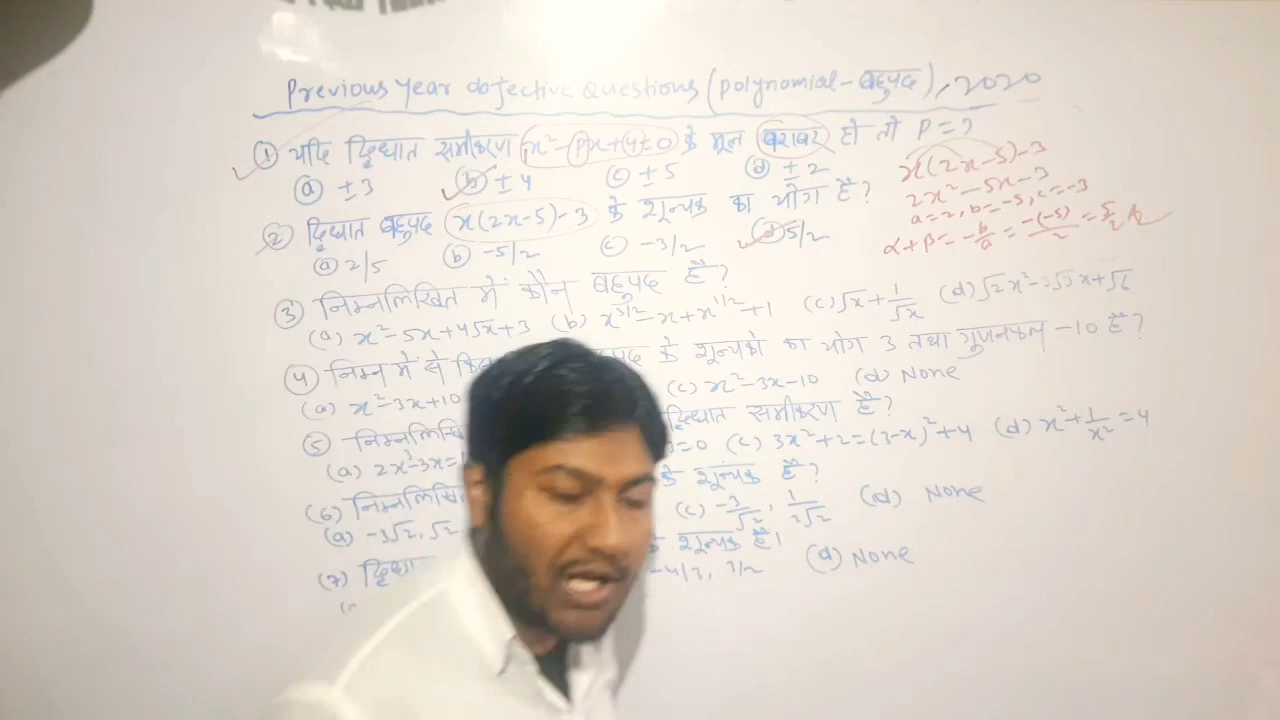 Previous Year objective Questions (Polynomial - बहुपद), 2020
① यदि द्विघात समीकरण x² - px + 4 = 0 के मूल बराबर हो तो P = ?
(a) ±3 (b) ±4 (c) ±5 (d) ±2
② द्विघात बहुपद x(2x-5)-3 के शून्यक का योग है?
(a) 2/5 (b) -5/2 (c) -3/2 (d) 5/2
x(2x-5)-3
2x² - 5x - 3
a=2, b=-5, c=-3
α+β = -b/a = -(-5)/2 = 5/2
③ निम्नलिखित में कौन बहुपद है?
(a) x² - 5x + 4√x + 3 (b) x^{3/2} - x + x^{1/2} + 1 (c) √x + 1/√x (d) √2x² - √3x + √6
④ निम्न में से किस के शून्यकों का योग 3 तथा गुणनफल -10 है?
(a) x² - 3x + 10 (c) x² - 3x - 10 (d) None
⑤ निम्नलिखि द्विघात समीकरण है?
(a) 2x³ - 3x = =0 (c) 3x² + 2 = (3-x)² + 4 (d) x² + 1/x² = 4
(6) निम्नलिखि के शून्यक है?
(a) -3√2, √2 (c) -3/√2, 1/2√2 (d) None
(7) द्विघा शून्यक है।
-4/3, 3/2 (d) None